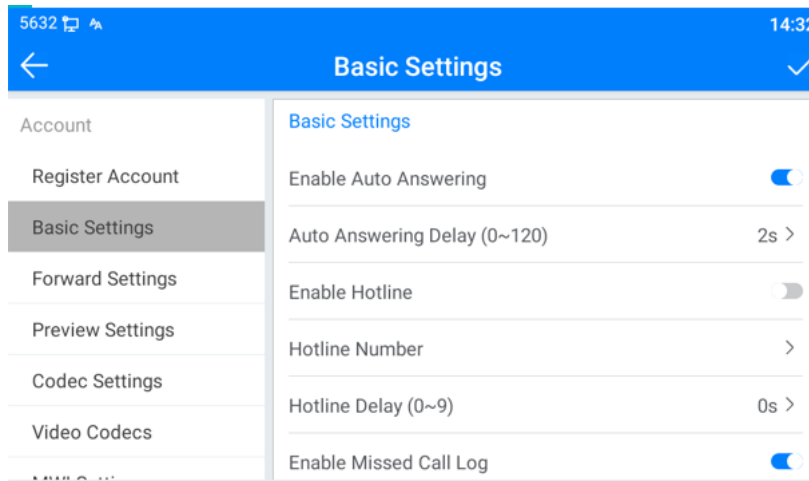 5632
14:32
Basic Settings
Account
Register Account
Basic Settings
Forward Settings
Preview Settings
Codec Settings
Video Codecs
Basic Settings
Enable Auto Answering
Auto Answering Delay (0~120) 2s >
Enable Hotline
Hotline Number >
Hotline Delay (0~9) 0s >
Enable Missed Call Log